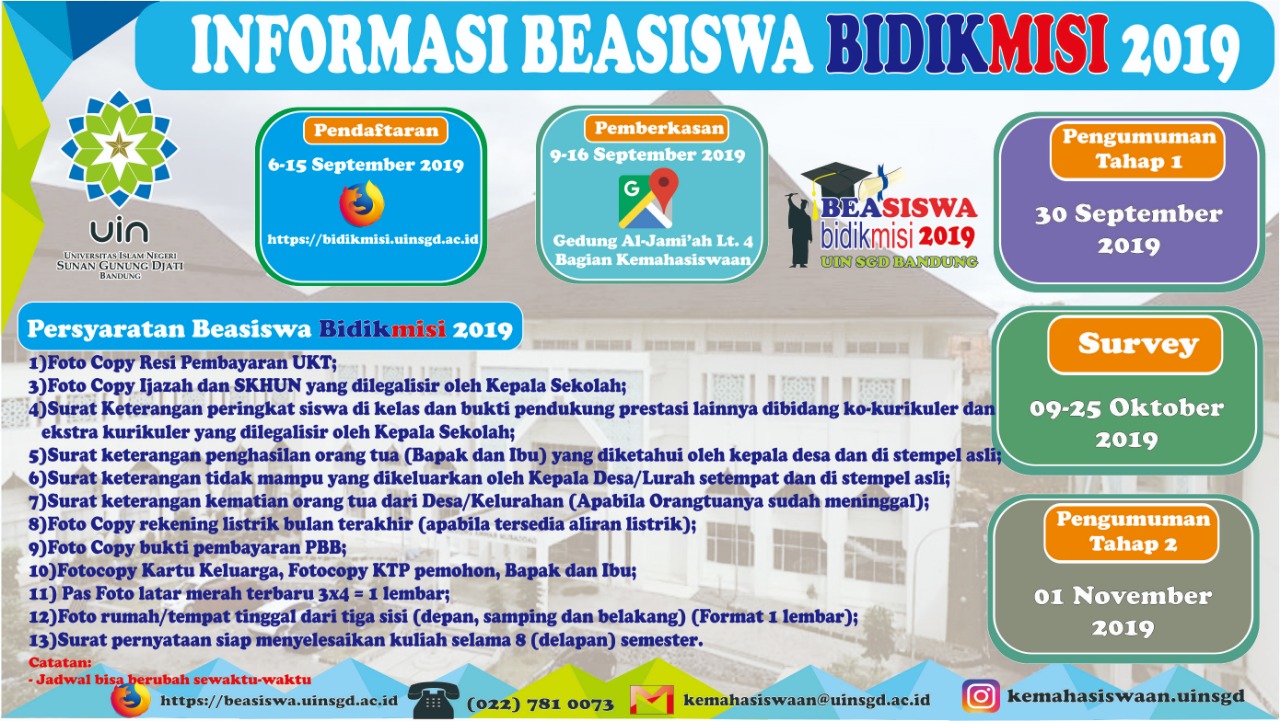 INFORMASI BEASISWA BIDIKMISI 2019
uin
UNIVERSITAS ISLAM NEGERI
SUNAN GUNUNG DJATI
BANDUNG
Pendaftaran
6-15 September 2019
https://bidikmisi.uinsgd.ac.id
Pemberkasan
9-16 September 2019
G
Gedung Al-Jami'ah Lt. 4
Bagian Kemahasiswaan
BEASISWA
bidikmisi 2019
UIN SGD BANDUNG
Pengumuman
Tahap 1
30 September
2019
Survey
09-25 Oktober
2019
Pengumuman
Tahap 2
01 November
2019
Persyaratan Beasiswa Bidikmisi 2019
1)Foto Copy Resi Pembayaran UKT;
3)Foto Copy Ijazah dan SKHUN yang dilegalisir oleh Kepala Sekolah;
4)Surat Keterangan peringkat siswa di kelas dan bukti pendukung prestasi lainnya dibidang ko-kurikuler dan
ekstra kurikuler yang dilegalisir oleh Kepala Sekolah;
5)Surat keterangan penghasilan orang tua (Bapak dan Ibu) yang diketahui oleh kepala desa dan di stempel asli;
6)Surat keterangan tidak mampu yang dikeluarkan oleh Kepala Desa/Lurah setempat dan di stempel asli;
7)Surat keterangan kematian orang tua dari Desa/Kelurahan (Apabila Orangtuanya sudah meninggal);
8)Foto Copy rekening listrik bulan terakhir (apabila tersedia aliran listrik);
9)Foto Copy bukti pembayaran PBB;
10)Fotocopy Kartu Keluarga, Fotocopy KTP pemohon, Bapak dan Ibu;
11) Pas Foto latar merah terbaru 3x4 = 1 lembar;
12)Foto rumah/tempat tinggal dari tiga sisi (depan, samping dan belakang) (Format 1 lembar);
13)Surat pernyataan siap menyelesaikan kuliah selama 8 (delapan) semester.
Catatan:
- Jadwal bisa berubah sewaktu-waktu
https://beasiswa.uinsgd.ac.id
(022) 781 0073
kemahasiswaan@uinsgd.ac.id
kemahasiswaan.uinsgd